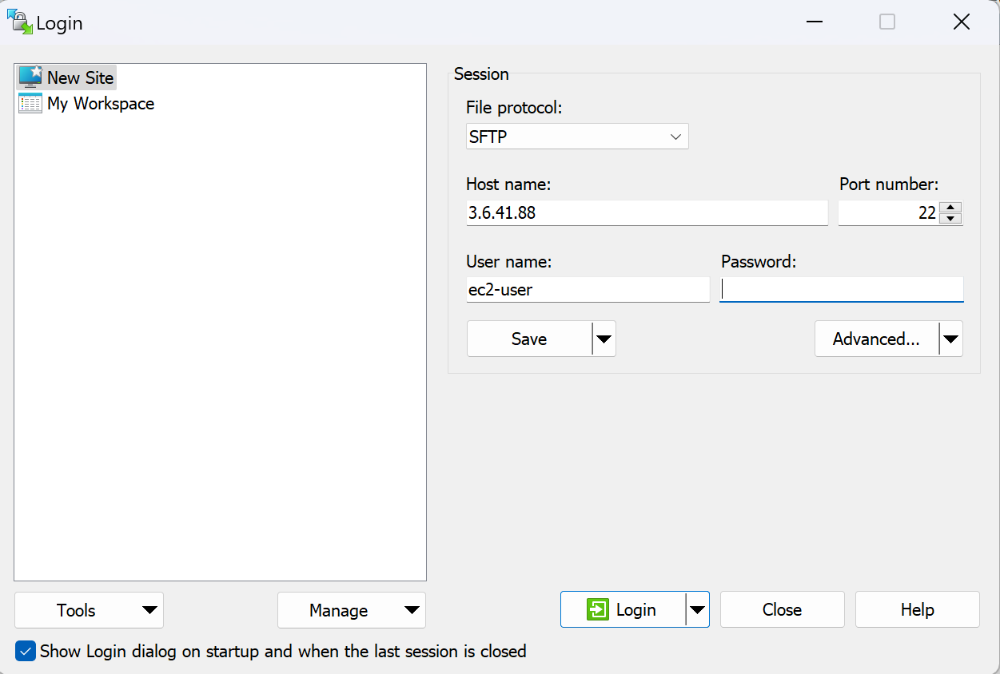 Login
New Site
My Workspace
Session
File protocol:
SFTP
Host name:
Port number:
3.6.41.88
22
User name:
Password:
ec2-user
Save
Advanced...
Tools
Manage
Login
Close
Help
Show Login dialog on startup and when the last session is closed